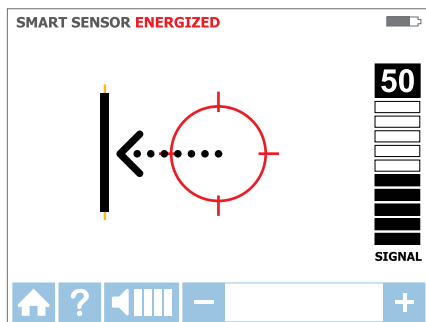 SMART SENSOR ENERGIZED
50
SIGNAL
?
− +